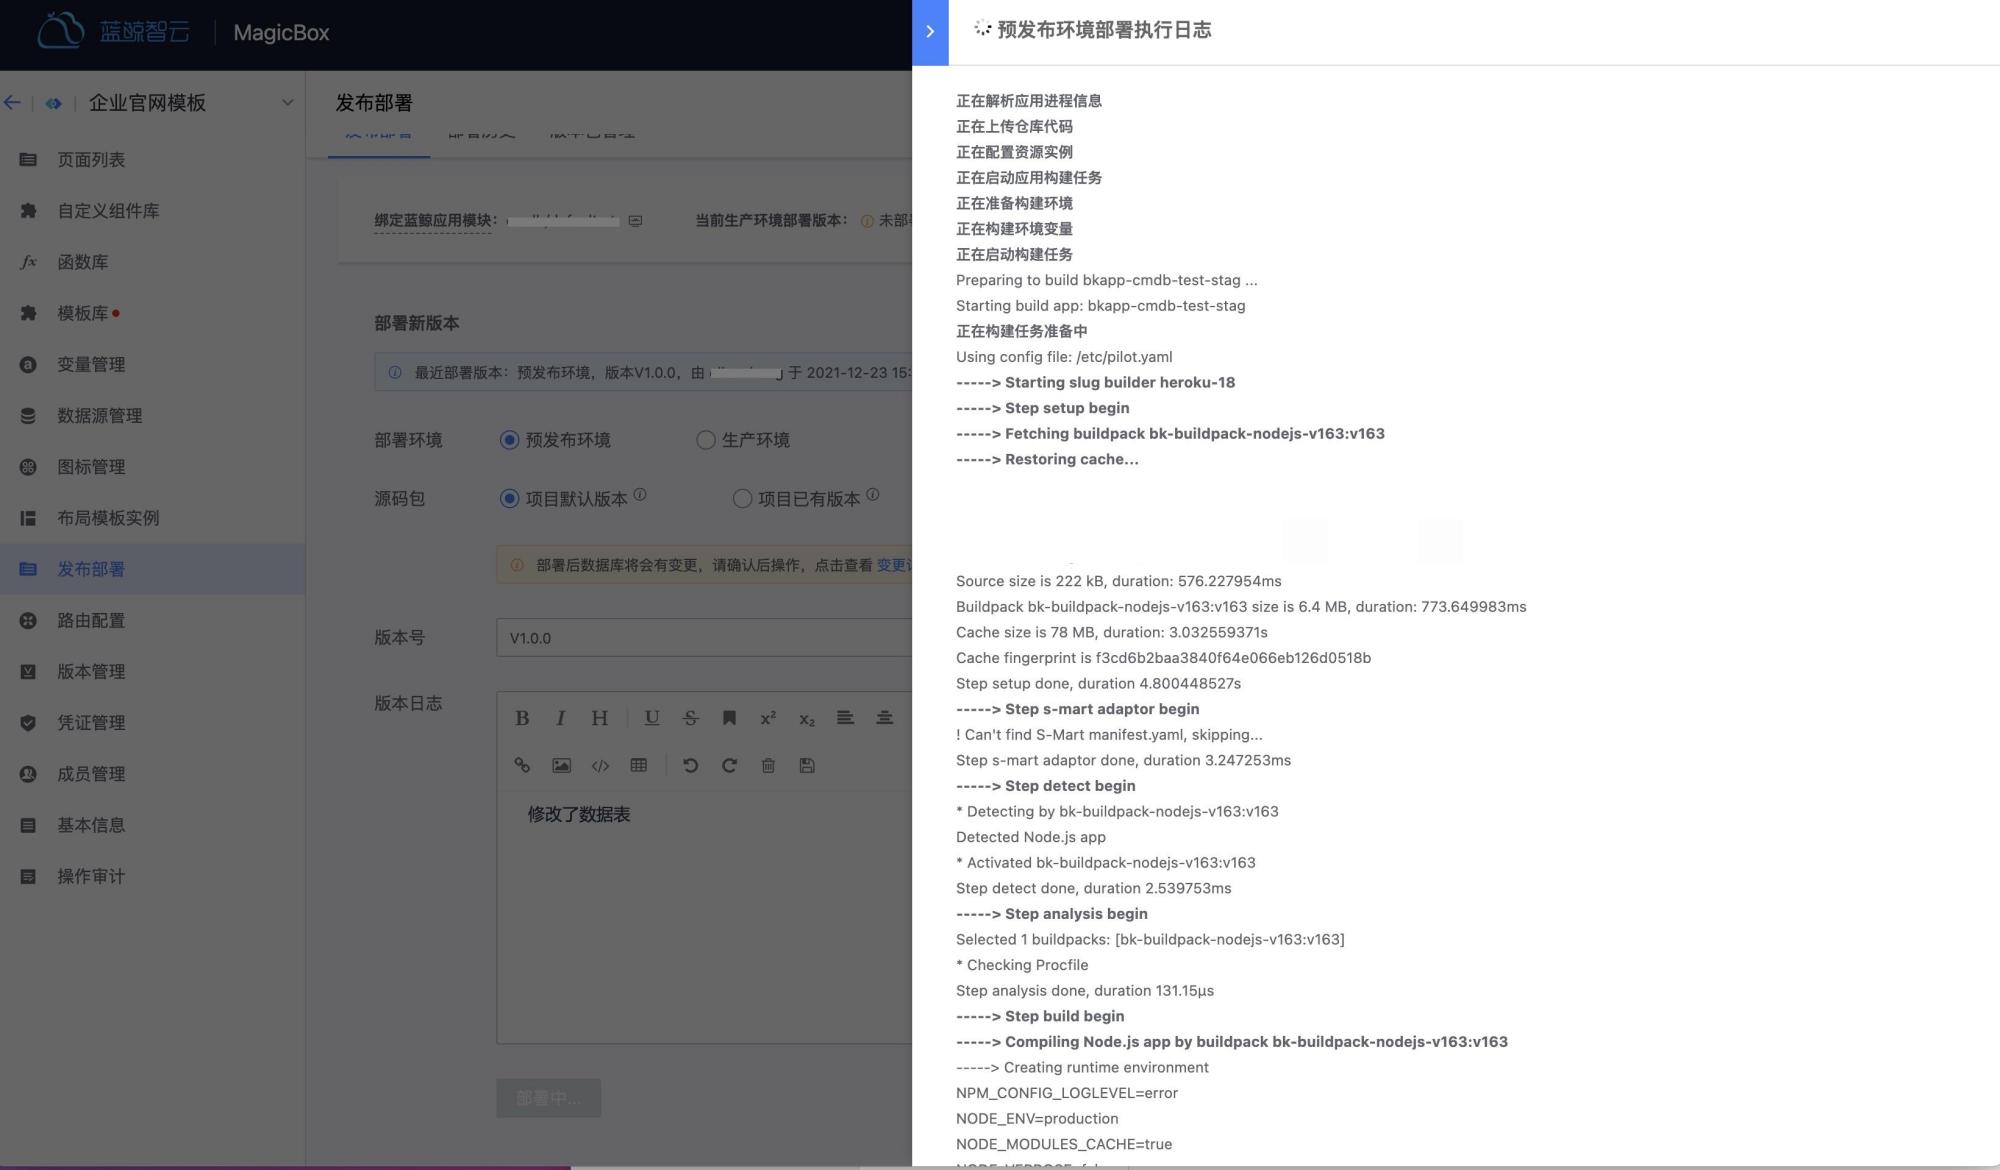 蓝鲸智云
MagicBox
企业官网模板
页面列表
自定义组件库
fx 函数库
模板库
变量管理
数据源管理
图标管理
布局模板实例
发布部署
路由配置
版本管理
凭证管理
成员管理
基本信息
操作审计
发布部署
发布部署 部署历史 版本包管理
绑定蓝鲸应用模块：
当前生产环境部署版本： 未部
部署新版本
最近部署版本：预发布环境，版本V1.0.0，由 于 2021-12-23 15:
部署环境 预发布环境 生产环境
源码包 项目默认版本 项目已有版本
部署后数据库将会有变更，请确认后操作，点击查看 变更
版本号 V1.0.0
版本日志
修改了数据表
部署中...
预发布环境部署执行日志
正在解析应用进程信息
正在上传仓库代码
正在配置资源实例
正在启动应用构建任务
正在准备构建环境
正在构建环境变量
正在启动构建任务
Preparing to build bkapp-cmdb-test-stag ...
Starting build app: bkapp-cmdb-test-stag
正在构建任务准备中
Using config file: /etc/pilot.yaml
-----> Starting slug builder heroku-18
-----> Step setup begin
-----> Fetching buildpack bk-buildpack-nodejs-v163:v163
-----> Restoring cache...
Source size is 222 kB, duration: 576.227954ms
Buildpack bk-buildpack-nodejs-v163:v163 size is 6.4 MB, duration: 773.649983ms
Cache size is 78 MB, duration: 3.032559371s
Cache fingerprint is f3cd6b2baa3840f64e066eb126d0518b
Step setup done, duration 4.800448527s
-----> Step s-mart adaptor begin
! Can't find S-Mart manifest.yaml, skipping...
Step s-mart adaptor done, duration 3.247253ms
-----> Step detect begin
* Detecting by bk-buildpack-nodejs-v163:v163
Detected Node.js app
* Activated bk-buildpack-nodejs-v163:v163
Step detect done, duration 2.539753ms
-----> Step analysis begin
Selected 1 buildpacks: [bk-buildpack-nodejs-v163:v163]
* Checking Procfile
Step analysis done, duration 131.15µs
-----> Step build begin
-----> Compiling Node.js app by buildpack bk-buildpack-nodejs-v163:v163
-----> Creating runtime environment
NPM_CONFIG_LOGLEVEL=error
NODE_ENV=production
NODE_MODULES_CACHE=true